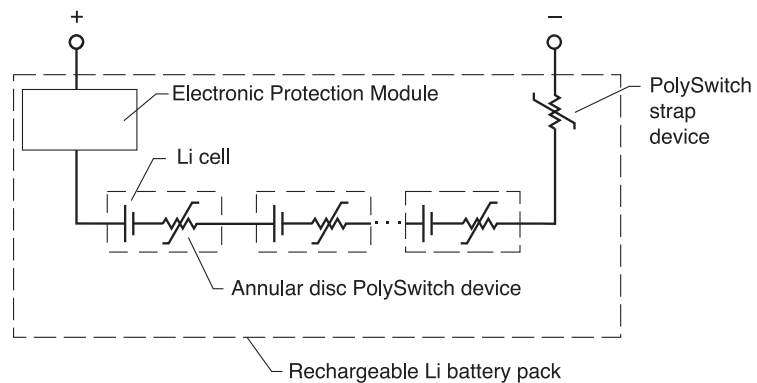 +
−
Electronic Protection Module
PolySwitch
strap
device
Li cell
Annular disc PolySwitch device
Rechargeable Li battery pack